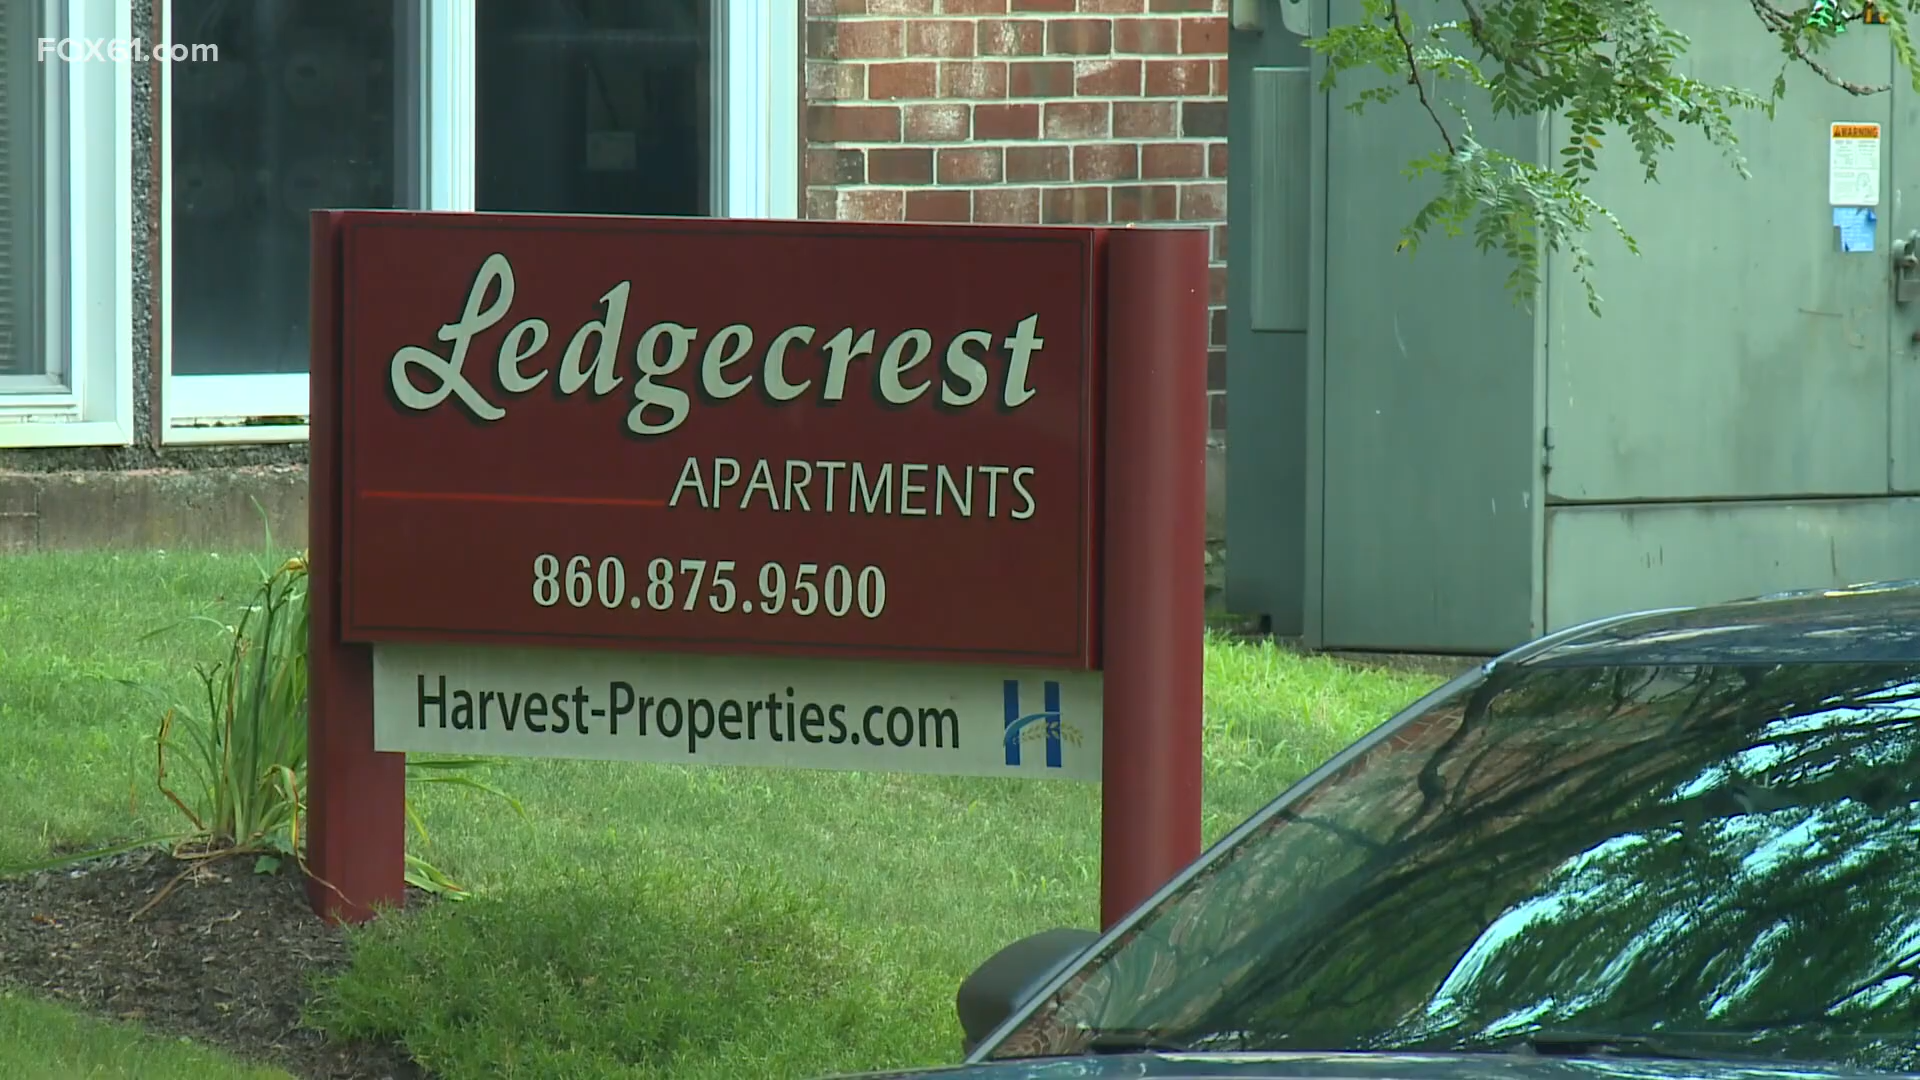 FOX61.com
WARNING
Ledgecrest
APARTMENTS
860.875.9500
Harvest-Properties.com H